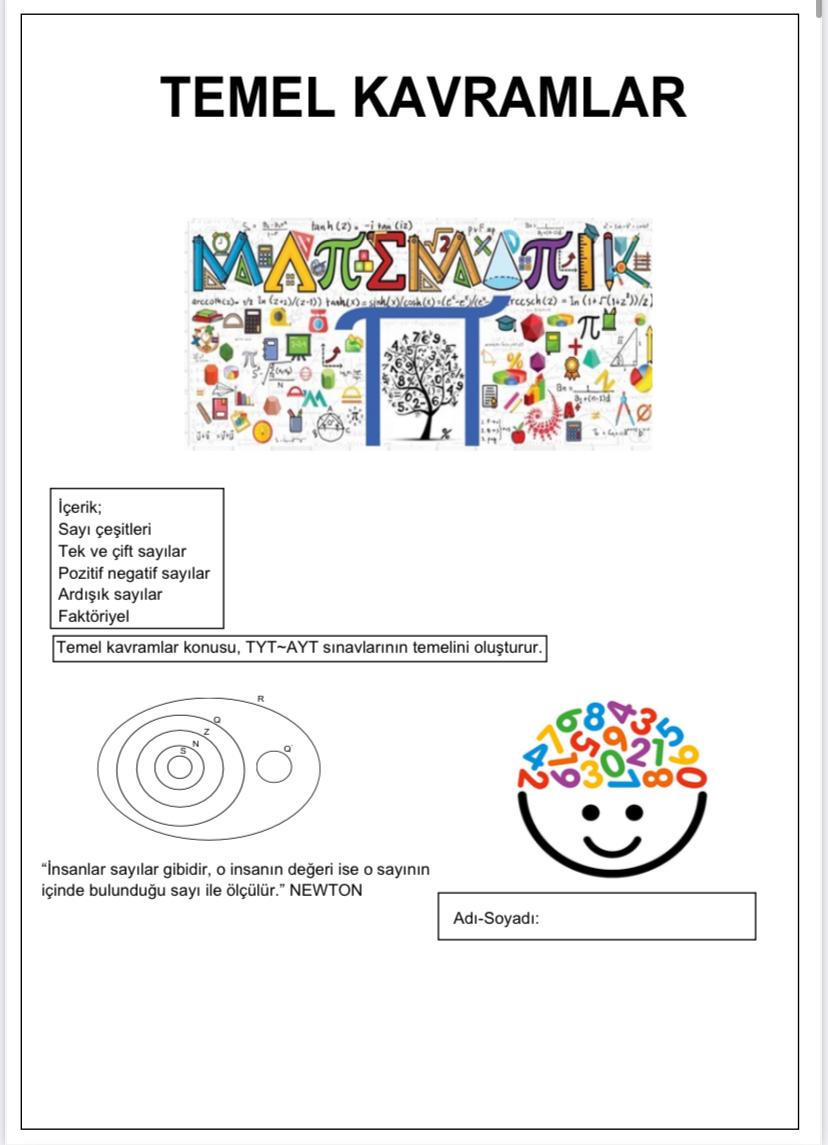 TEMEL KAVRAMLAR
MATEMATİK
İçerik;
Sayı çeşitleri
Tek ve çift sayılar
Pozitif negatif sayılar
Ardışık sayılar
Faktöriyel
Temel kavramlar konusu, TYT~AYT sınavlarının temelini oluşturur.
R
Q
Z
N
S
Q'
“İnsanlar sayılar gibidir, o insanın değeri ise o sayının
içinde bulunduğu sayı ile ölçülür.” NEWTON
Adı-Soyadı: